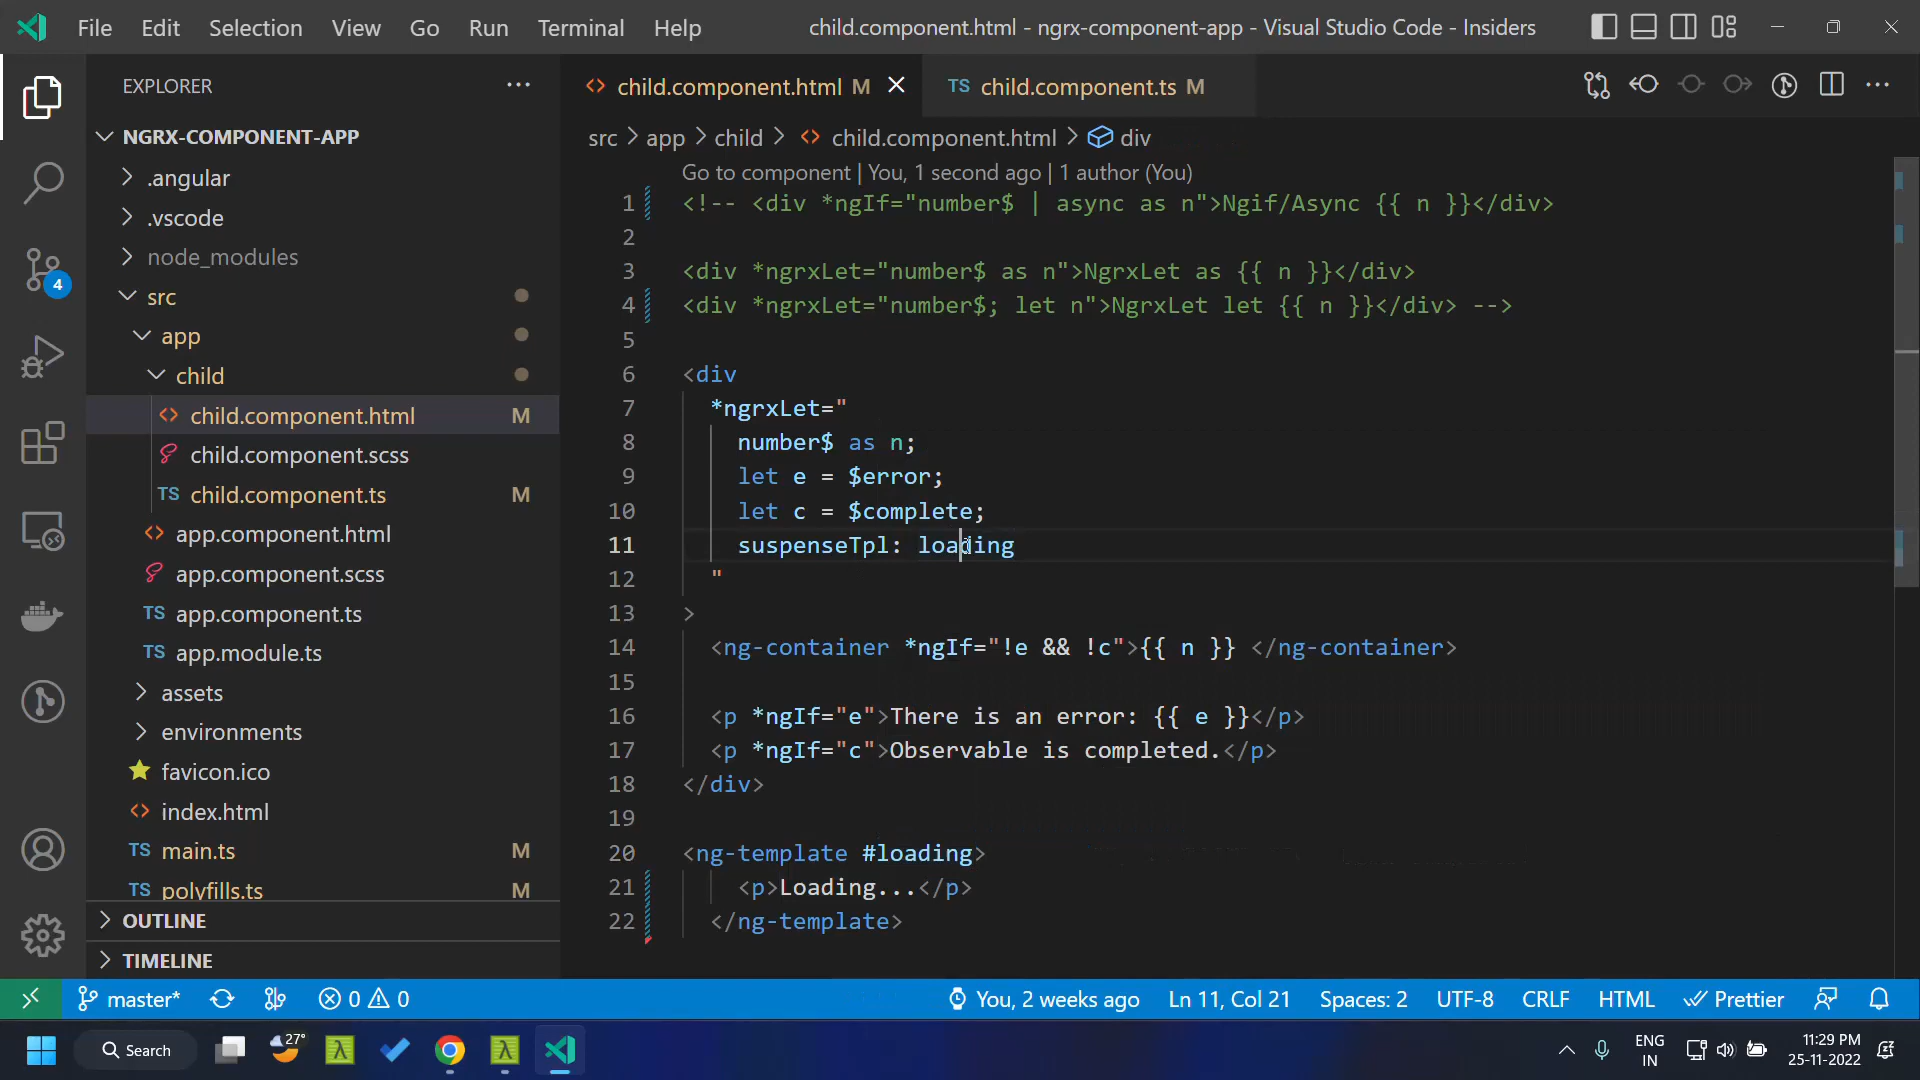 File Edit Selection View Go Run Terminal Help
child.component.html - ngrx-component-app - Visual Studio Code - Insiders
EXPLORER
child.component.html M
TS child.component.ts M
NGRX-COMPONENT-APP
src > app > child > child.component.html > div
.angular
.vscode
node_modules
src
app
child
child.component.html M
child.component.scss
TS child.component.ts M
app.component.html
app.component.scss
TS app.component.ts
TS app.module.ts
assets
environments
favicon.ico
index.html
TS main.ts M
TS polyfills.ts M
OUTLINE
TIMELINE
4
Go to component | You, 1 second ago | 1 author (You)
1 <!-- <div *ngIf="number$ | async as n">Ngif/Async {{ n }}</div>
2
3 <div *ngrxLet="number$ as n">NgrxLet as {{ n }}</div>
4 <div *ngrxLet="number$; let n">NgrxLet let {{ n }}</div> -->
5
6 <div
7 *ngrxLet="
8 number$ as n;
9 let e = $error;
10 let c = $complete;
11 suspenseTpl: loading
12 "
13 >
14 <ng-container *ngIf="!e && !c">{{ n }} </ng-container>
15
16 <p *ngIf="e">There is an error: {{ e }}</p>
17 <p *ngIf="c">Observable is completed.</p>
18 </div>
19
20 <ng-template #loading>
21 <p>Loading...</p>
22 </ng-template>
master* 0 0 You, 2 weeks ago Ln 11, Col 21 Spaces: 2 UTF-8 CRLF HTML Prettier
Search 27° ENG IN 11:29 PM 25-11-2022